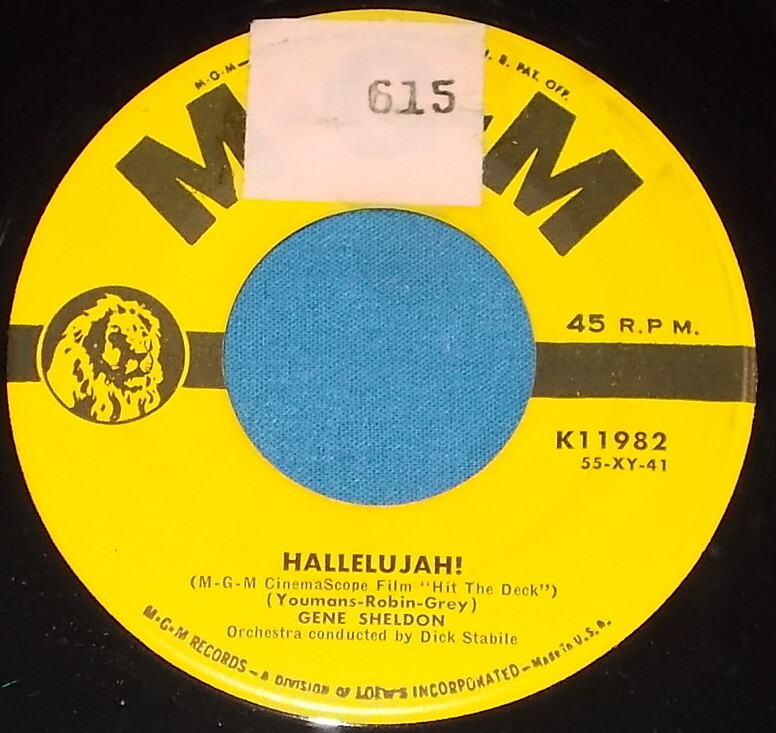 M-G-M—
. PAT. OFF.
615
M M
45 R.P M.
K11982
55-XY-41
HALLELUJAH!
(M-G-M CinemaScope Film "Hit The Deck")
(Youmans-Robin-Grey)
GENE SHELDON
Orchestra conducted by Dick Stabile
M-G-M RECORDS — A DIVISION OF LOEW'S INCORPORATED — Made in U.S.A.